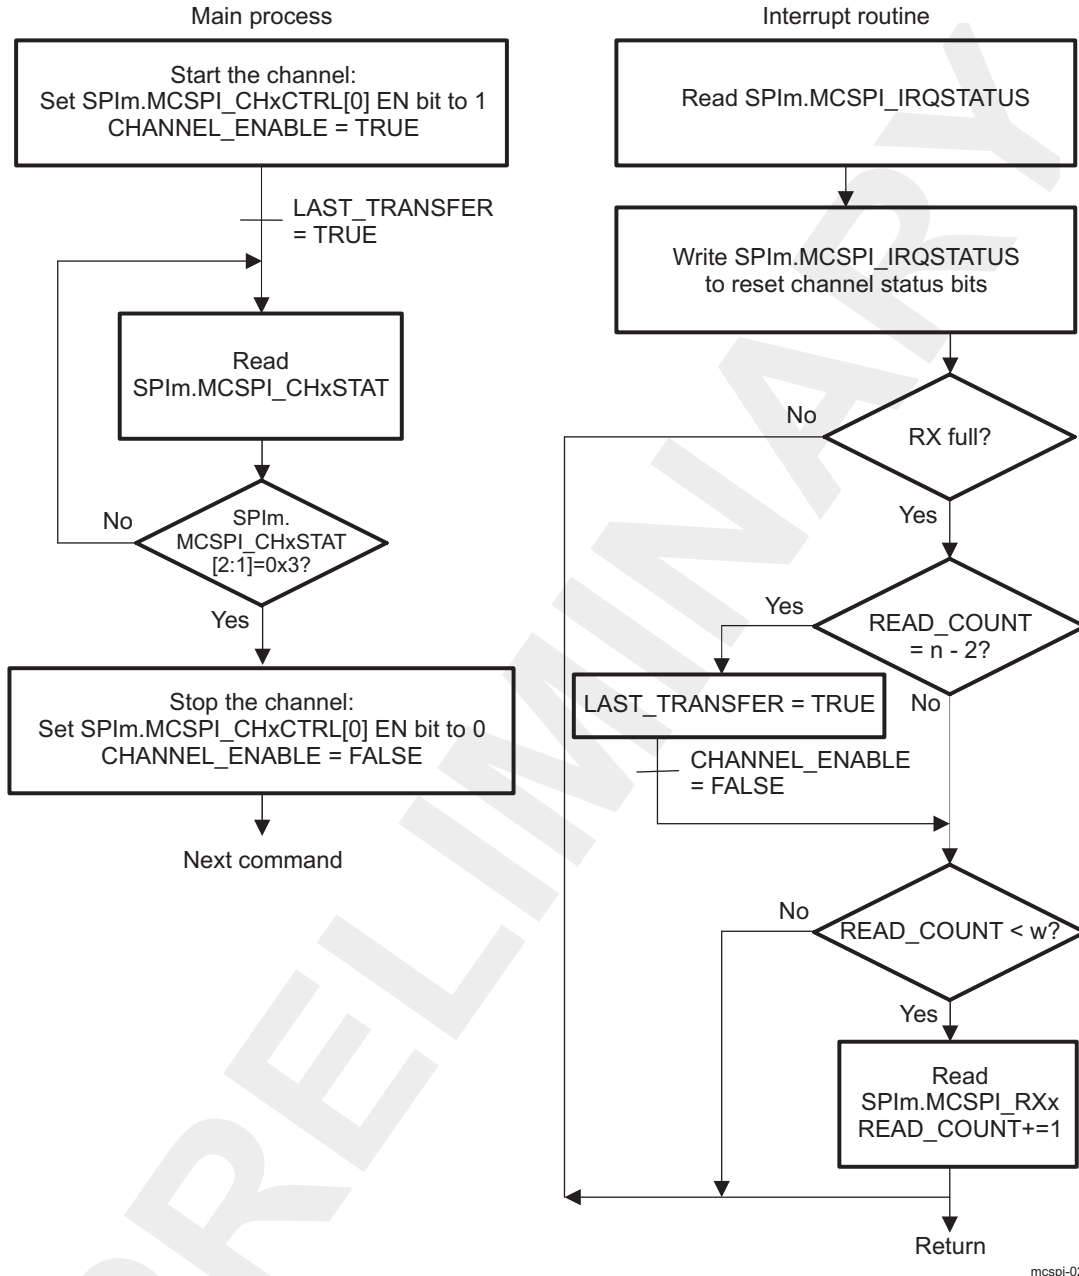 Main process
Start the channel:
Set SPIm.MCSPI_CHxCTRL[0] EN bit to 1
CHANNEL_ENABLE = TRUE
LAST_TRANSFER
= TRUE
Read
SPIm.MCSPI_CHxSTAT
SPIm.
MCSPI_CHxSTAT
[2:1]=0x3?
No
Yes
Stop the channel:
Set SPIm.MCSPI_CHxCTRL[0] EN bit to 0
CHANNEL_ENABLE = FALSE
Next command
Interrupt routine
Read SPIm.MCSPI_IRQSTATUS
Write SPIm.MCSPI_IRQSTATUS
to reset channel status bits
RX full?
No
Yes
READ_COUNT
= n - 2?
Yes
No
LAST_TRANSFER = TRUE
CHANNEL_ENABLE
= FALSE
READ_COUNT < w?
No
Yes
Read
SPIm.MCSPI_RXx
READ_COUNT+=1
Return
PRELIMINARY